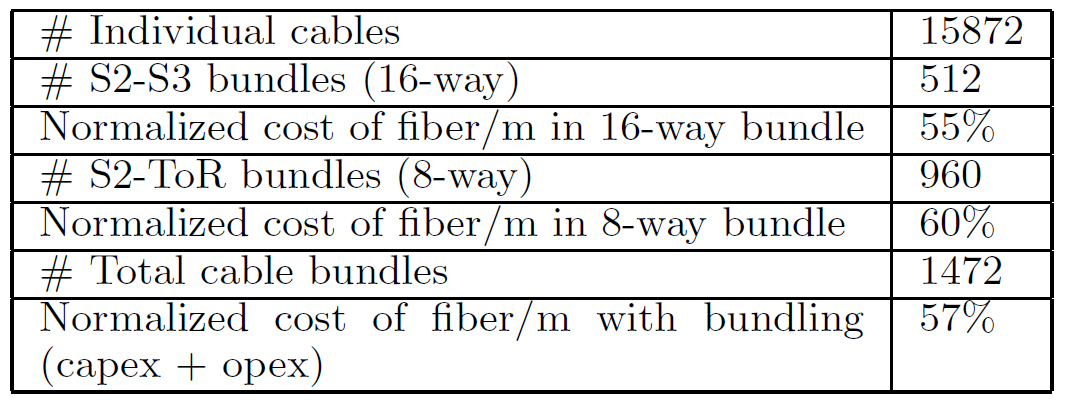 # Individual cables 15872
# S2-S3 bundles (16-way) 512
Normalized cost of fiber/m in 16-way bundle 55%
# S2-ToR bundles (8-way) 960
Normalized cost of fiber/m in 8-way bundle 60%
# Total cable bundles 1472
Normalized cost of fiber/m with bundling 57%
(capex + opex)